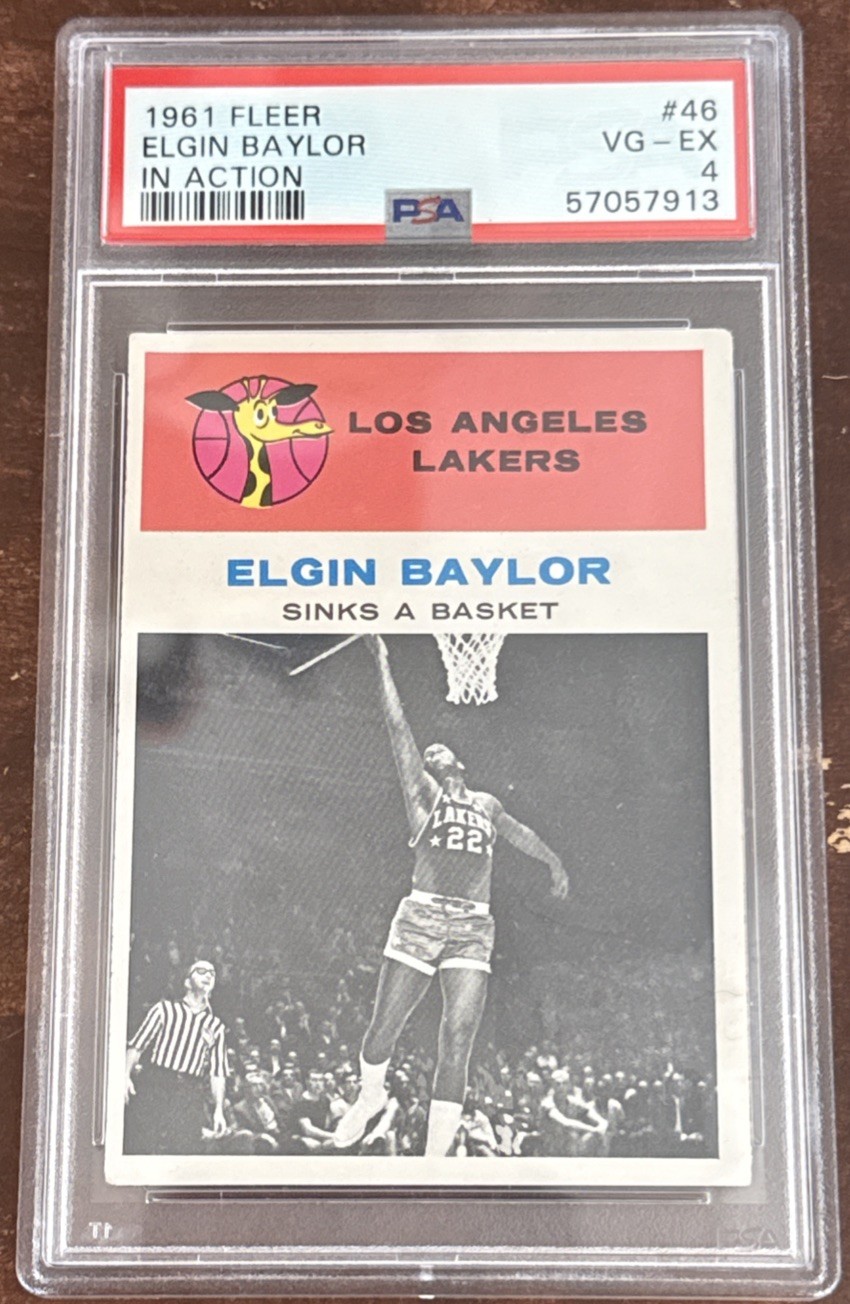 1961 FLEER
#46
ELGIN BAYLOR
VG - EX
IN ACTION
4
PSA
57057913
LOS ANGELES
LAKERS
ELGIN BAYLOR
SINKS A BASKET
LAKERS
22
PSA